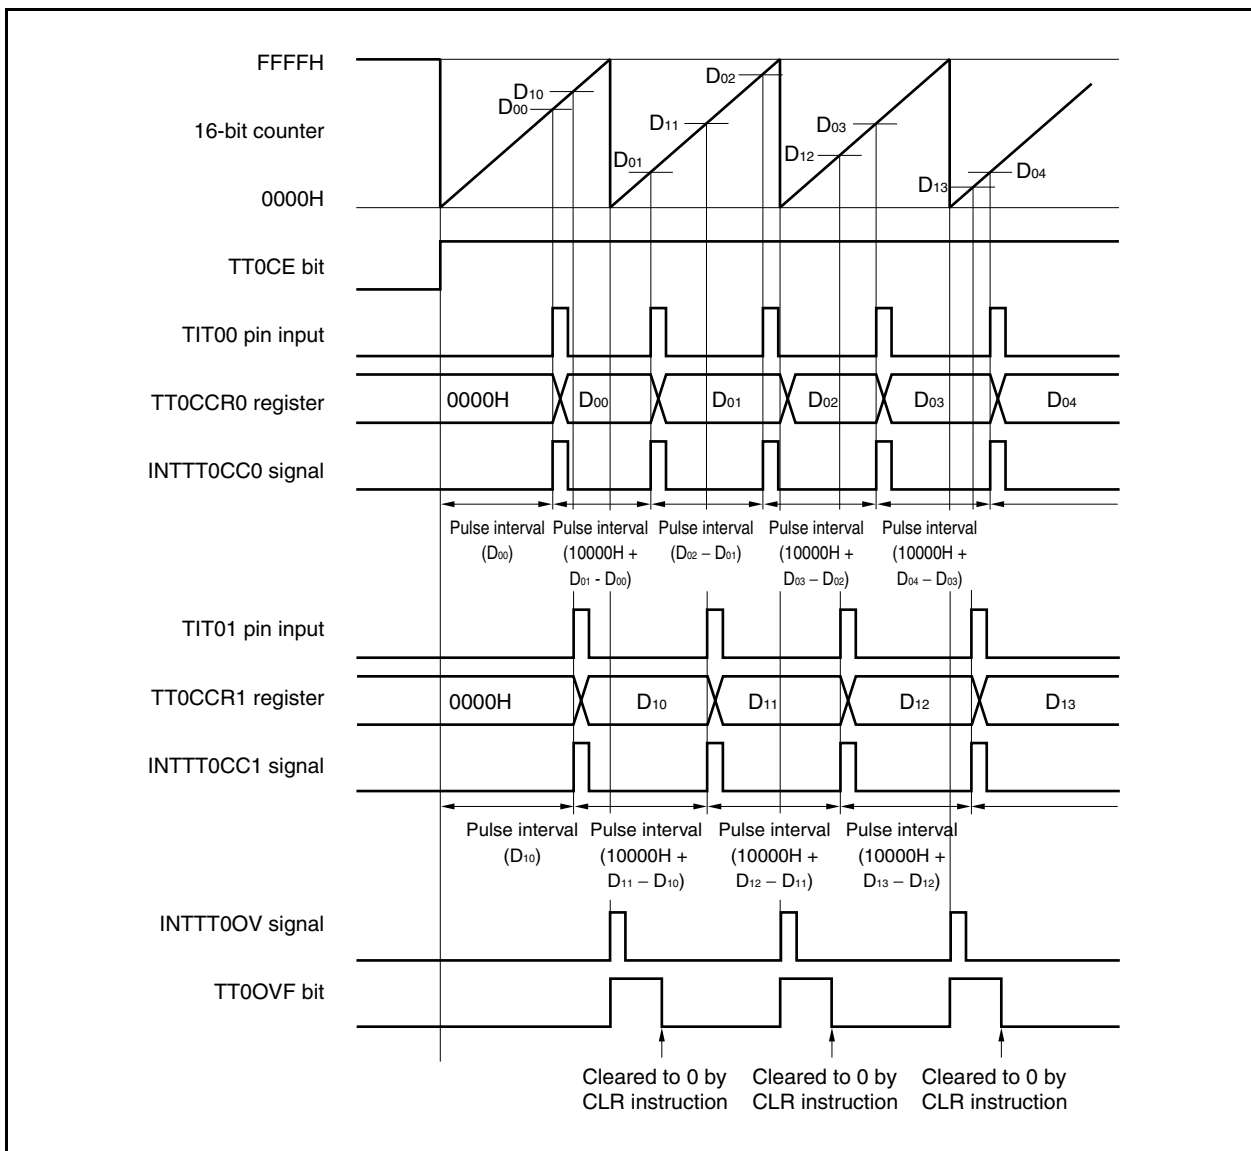 FFFFH
16-bit counter
0000H
D10
D00
D01
D11
D02
D12
D03
D13
D04
TT0CE bit
TIT00 pin input
TT0CCR0 register
0000H D00 D01 D02 D03 D04
INTTT0CC0 signal
Pulse interval
(D00)
Pulse interval
(10000H +
D01 - D00)
Pulse interval
(D02 – D01)
Pulse interval
(10000H +
D03 – D02)
Pulse interval
(10000H +
D04 – D03)
TIT01 pin input
TT0CCR1 register
0000H D10 D11 D12 D13
INTTT0CC1 signal
Pulse interval
(D10)
Pulse interval
(10000H +
D11 – D10)
Pulse interval
(10000H +
D12 – D11)
Pulse interval
(10000H +
D13 – D12)
INTTT0OV signal
TT0OVF bit
Cleared to 0 by
CLR instruction
Cleared to 0 by
CLR instruction
Cleared to 0 by
CLR instruction